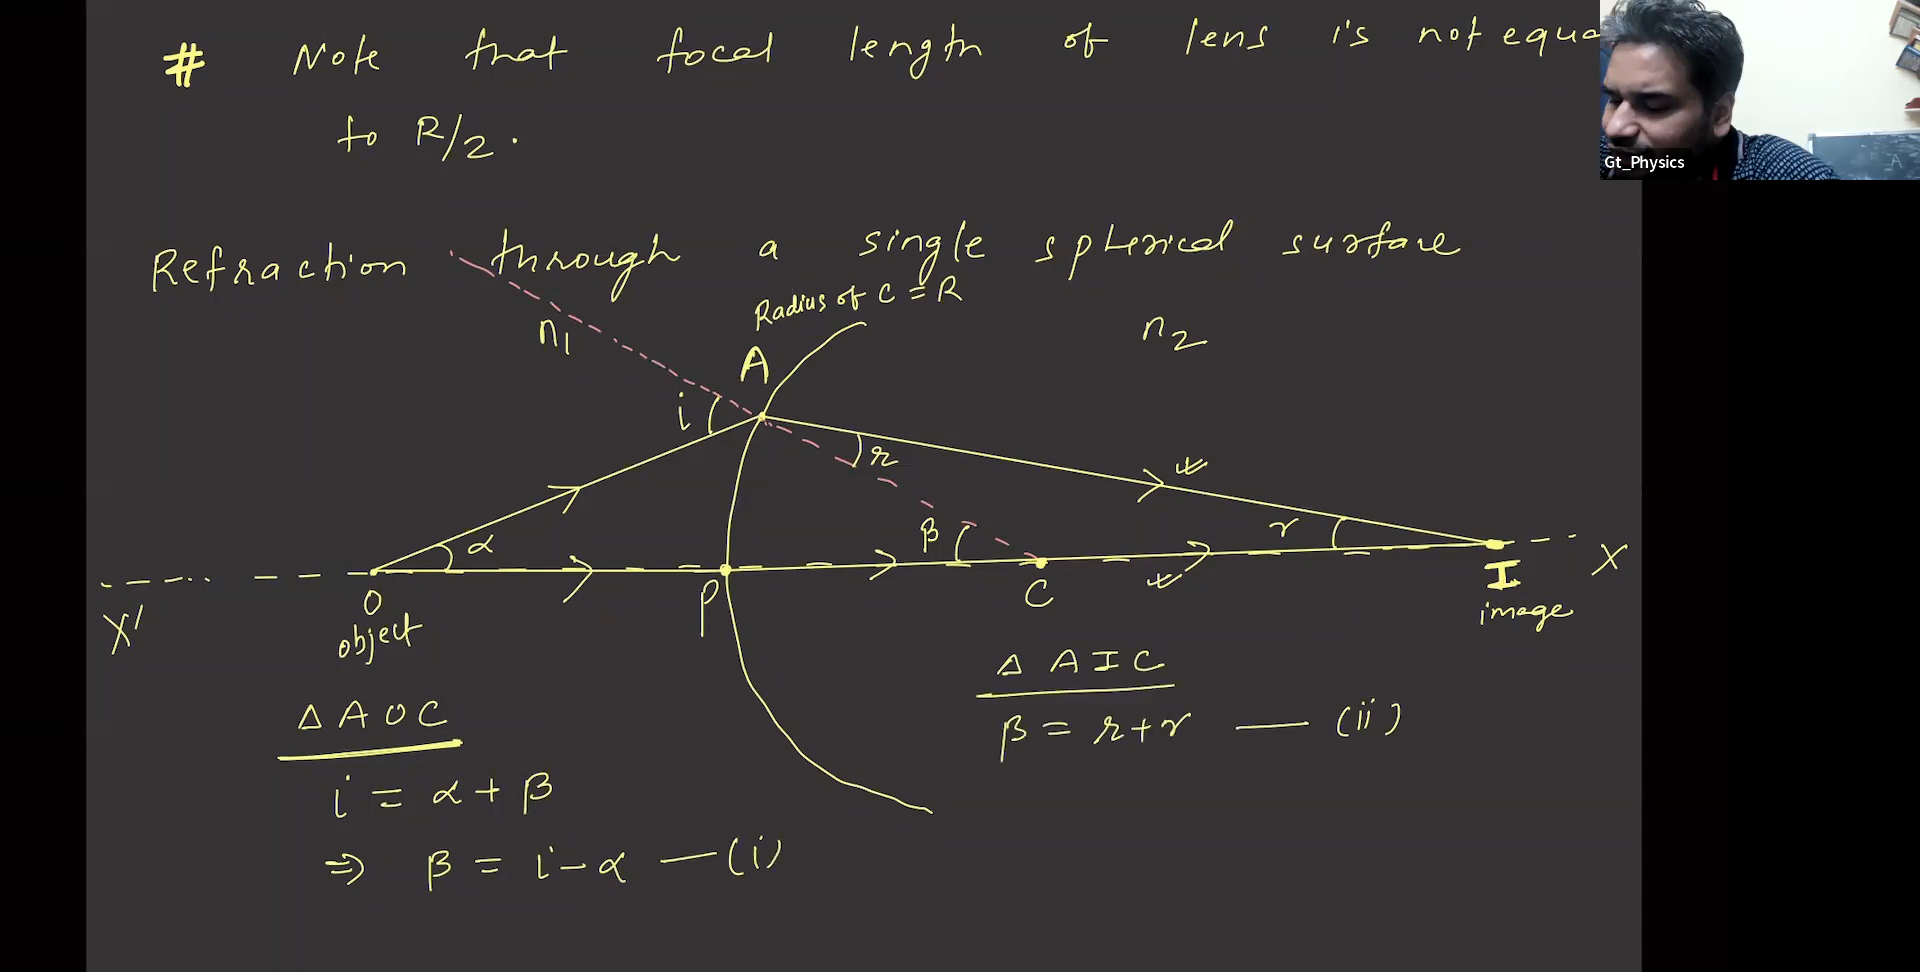 # Note that focal length of lens is not equa
to R/2.
Gt_Physics
Refraction through a single spherical surface
Radius of C = R
n1
n2
A
i
r
α
β
γ
X'
O
object
P
C
I
image
X
Δ AOC
i = α + β
⇒ β = i - α —(i)
Δ AIC
β = r + γ —(ii)